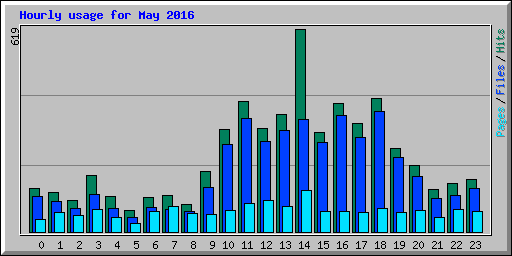 Hourly usage for May 2016
619
Pages/Files/Hits
0 1 2 3 4 5 6 7 8 9 10 11 12 13 14 15 16 17 18 19 20 21 22 23